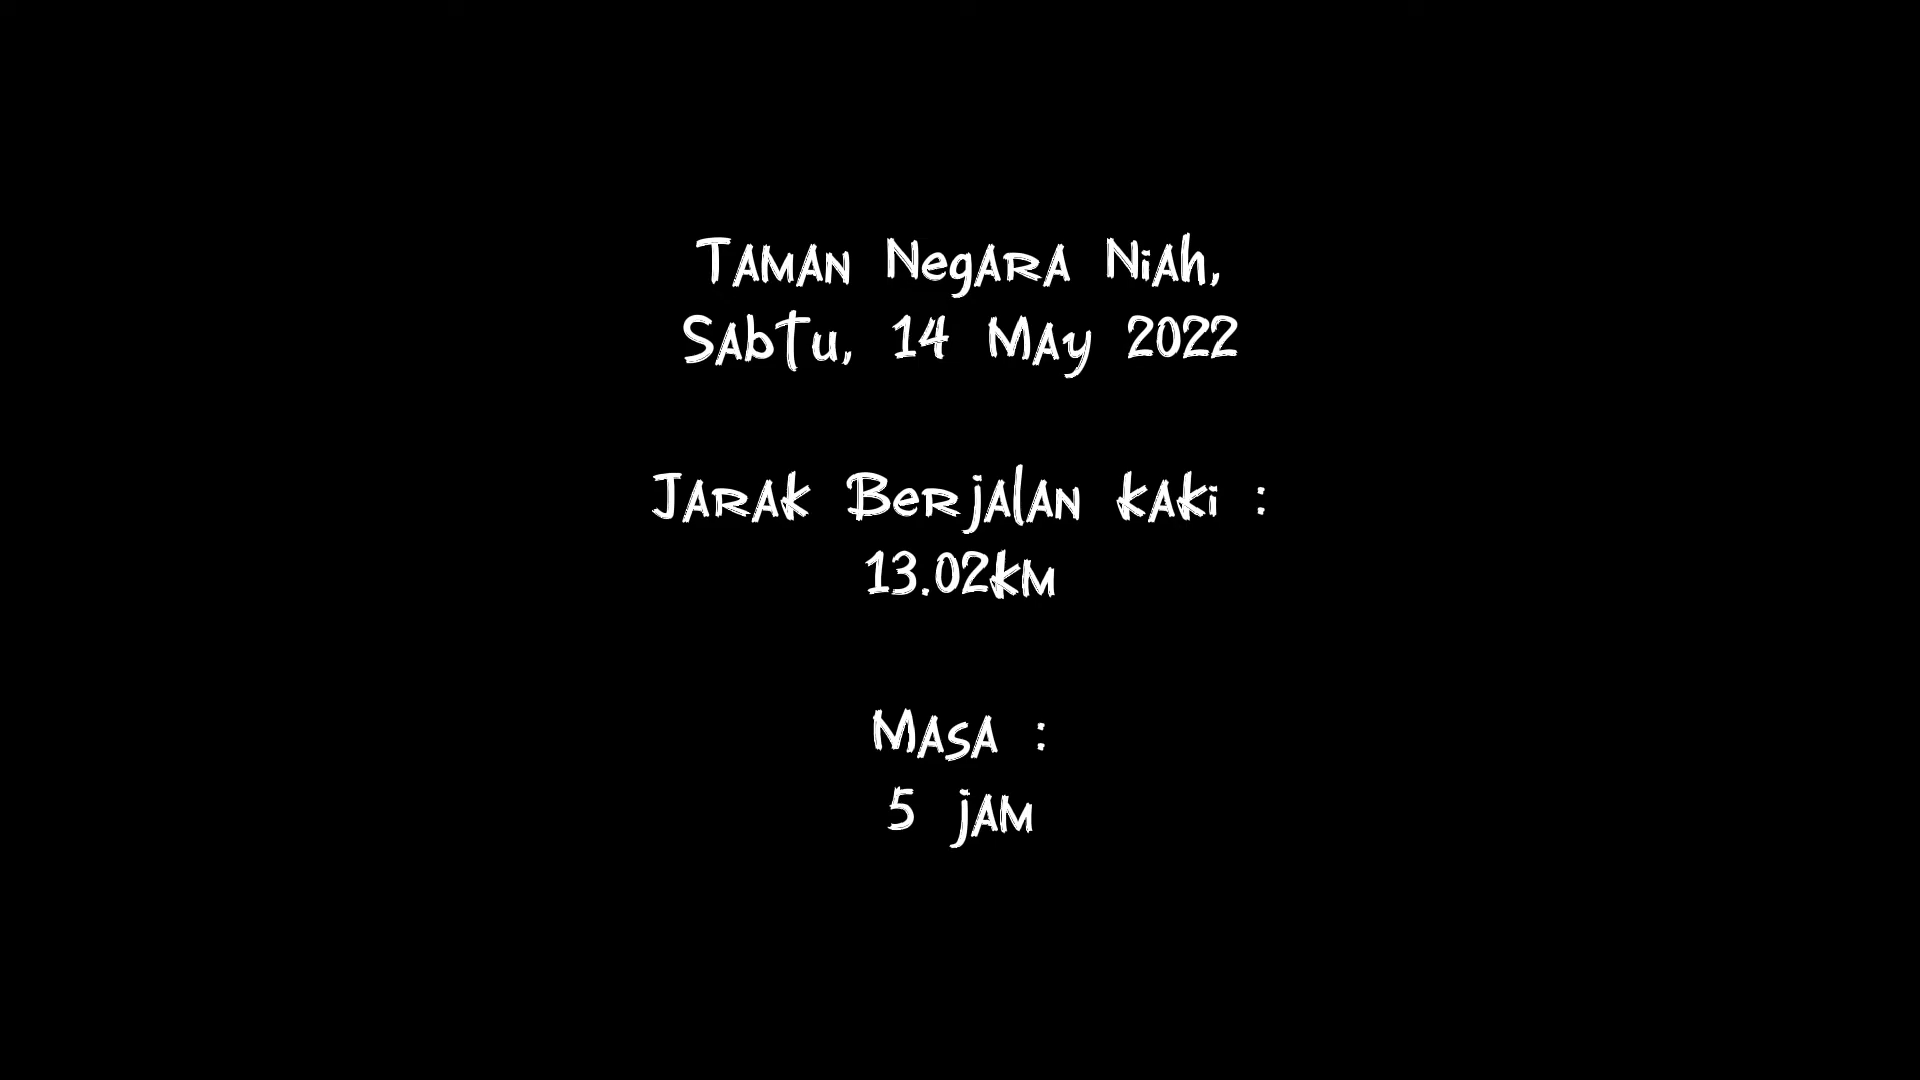 Taman Negara Niah,
Sabtu, 14 May 2022
Jarak Berjalan kaki :
13.02km
Masa :
5 jam